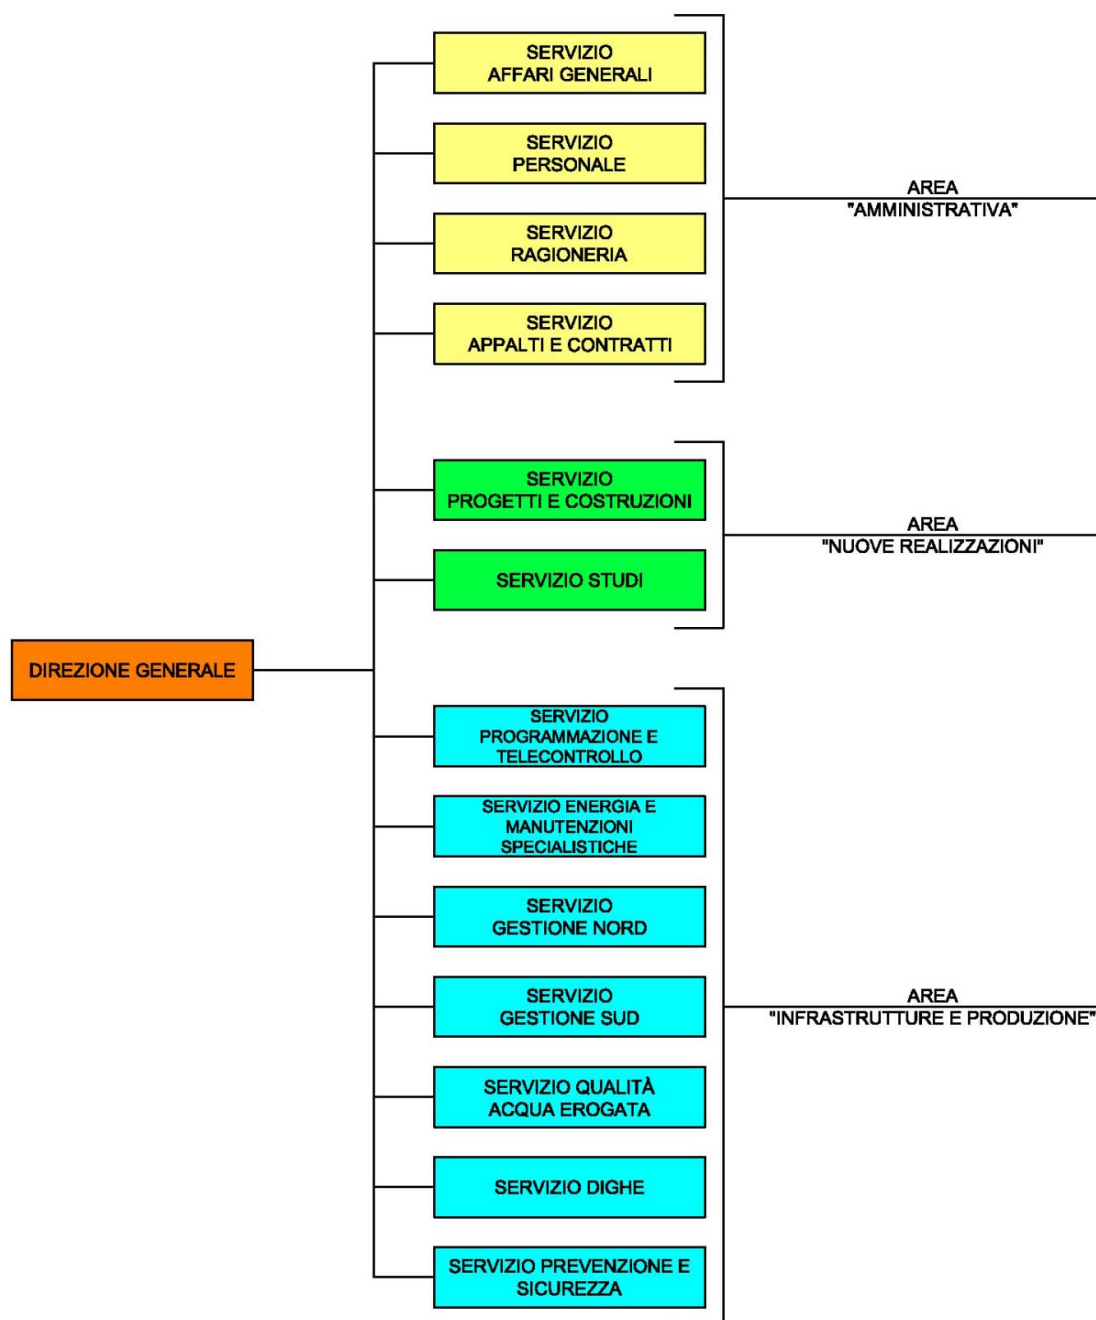 SERVIZIO
AFFARI GENERALI
SERVIZIO
PERSONALE
SERVIZIO
RAGIONERIA
SERVIZIO
APPALTI E CONTRATTI
AREA
"AMMINISTRATIVA"
SERVIZIO
PROGETTI E COSTRUZIONI
SERVIZIO STUDI
AREA
"NUOVE REALIZZAZIONI"
DIREZIONE GENERALE
SERVIZIO
PROGRAMMAZIONE E
TELECONTROLLO
SERVIZIO ENERGIA E
MANUTENZIONI
SPECIALISTICHE
SERVIZIO
GESTIONE NORD
SERVIZIO
GESTIONE SUD
SERVIZIO QUALITÀ
ACQUA EROGATA
SERVIZIO DIGHE
SERVIZIO PREVENZIONE E
SICUREZZA
AREA
"INFRASTRUTTURE E PRODUZIONE"